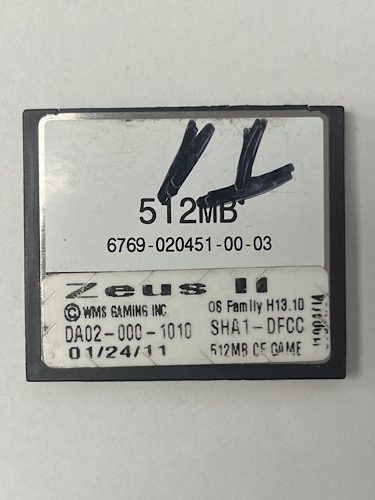 11
512MB
6769-020451-00-03
Zeus II
© WMS GAMING INC OS Family H13.10
DA02-000-1010 SHA1-DFCC
01/24/11 512MB CF GAME